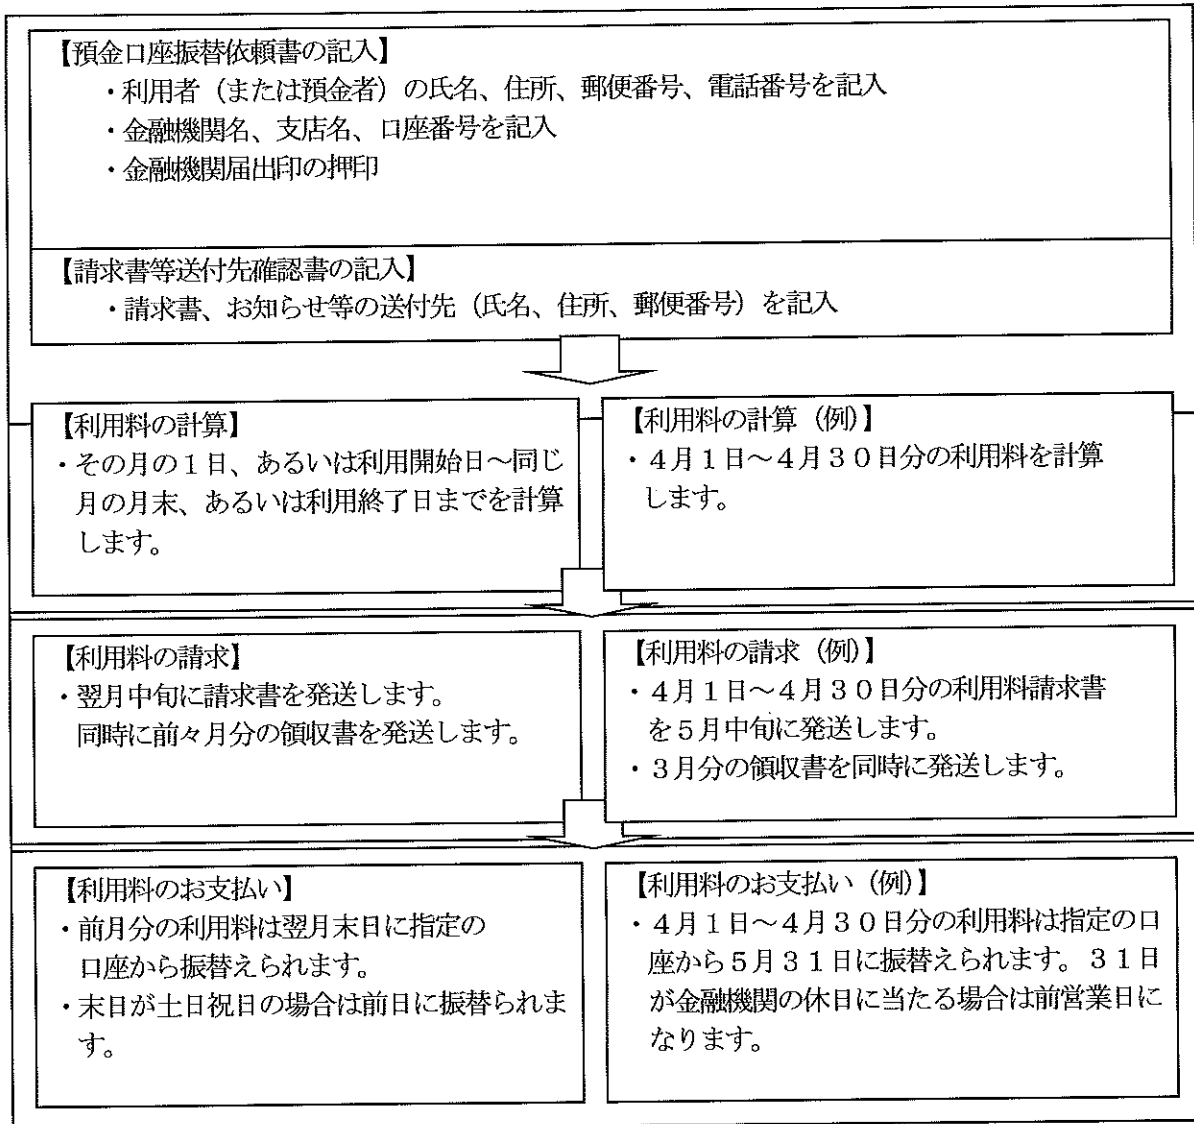 【預金口座振替依頼書の記入】
・利用者（または預金者）の氏名、住所、郵便番号、電話番号を記入
・金融機関名、支店名、口座番号を記入
・金融機関届出印の押印
【請求書等送付先確認書の記入】
・請求書、お知らせ等の送付先（氏名、住所、郵便番号）を記入
【利用料の計算】
・その月の１日、あるいは利用開始日～同じ
月の月末、あるいは利用終了日までを計算
します。
【利用料の計算（例）】
・４月１日～４月３０日分の利用料を計算
します。
【利用料の請求】
・翌月中旬に請求書を発送します。
同時に前々月分の領収書を発送します。
【利用料の請求（例）】
・４月１日～４月３０日分の利用料請求書
を５月中旬に発送します。
・３月分の領収書を同時に発送します。
【利用料のお支払い】
・前月分の利用料は翌月末日に指定の
口座から振替えられます。
・末日が土日祝日の場合は前日に振替られま
す。
【利用料のお支払い（例）】
・４月１日～４月３０日分の利用料は指定の口
座から５月３１日に振替えられます。３１日
が金融機関の休日に当たる場合は前営業日に
なります。